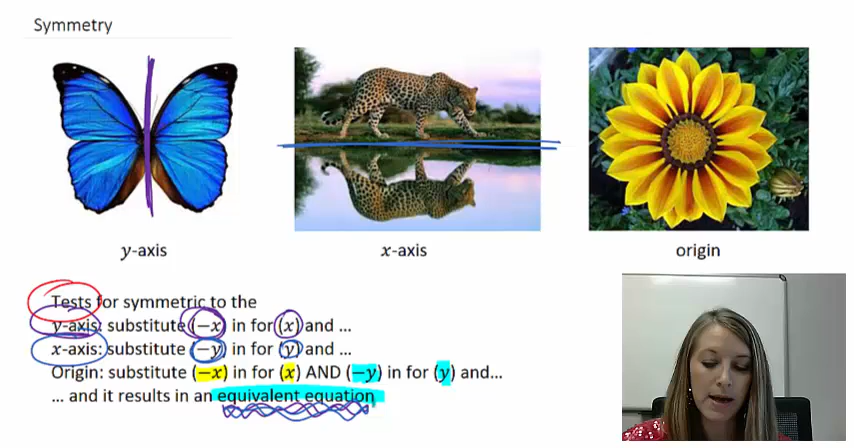 Symmetry
y-axis
x-axis
origin
Tests for symmetric to the
y-axis: substitute (−x) in for (x) and ...
x-axis: substitute (−y) in for (y) and ...
Origin: substitute (−x) in for (x) AND (−y) in for (y) and...
... and it results in an equivalent equation